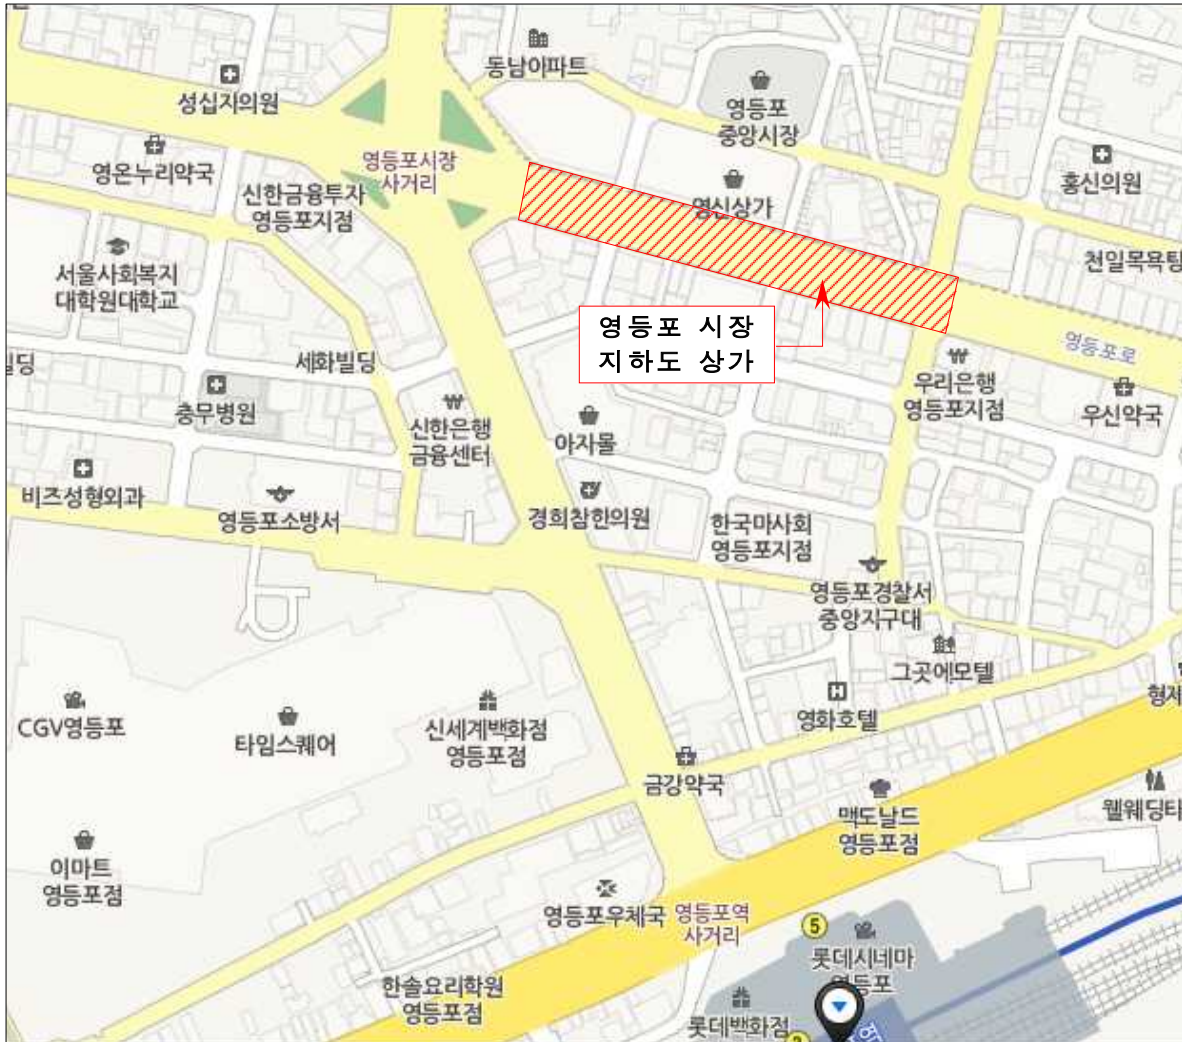 동남아파트
성십지의원
영등포
중앙시장
영온누리약국
영등포시장
사거리
신한금융투자
영등포지점
홍신의원
영신상가
서울사회복지
대학원대학교
천일목욕탕
영등포 시장
지하도 상가
영등포로
빌딩
세화빌딩
충무병원
우리은행
영등포지점
우신약국
신한은행
금융센터
아자몰
비즈성형외과
영등포소방서
경희참한의원
한국마사회
영등포지점
영등포경찰서
중앙지구대
그곳에모텔
형제
CGV영등포
타임스퀘어
신세계백화점
영등포점
영화호텔
금강약국
맥도날드
영등포점
웰웨딩타
이마트
영등포점
영등포우체국
영등포역
사거리
5
롯데시네마
영등포
한솔요리학원
영등포점
롯데백화점